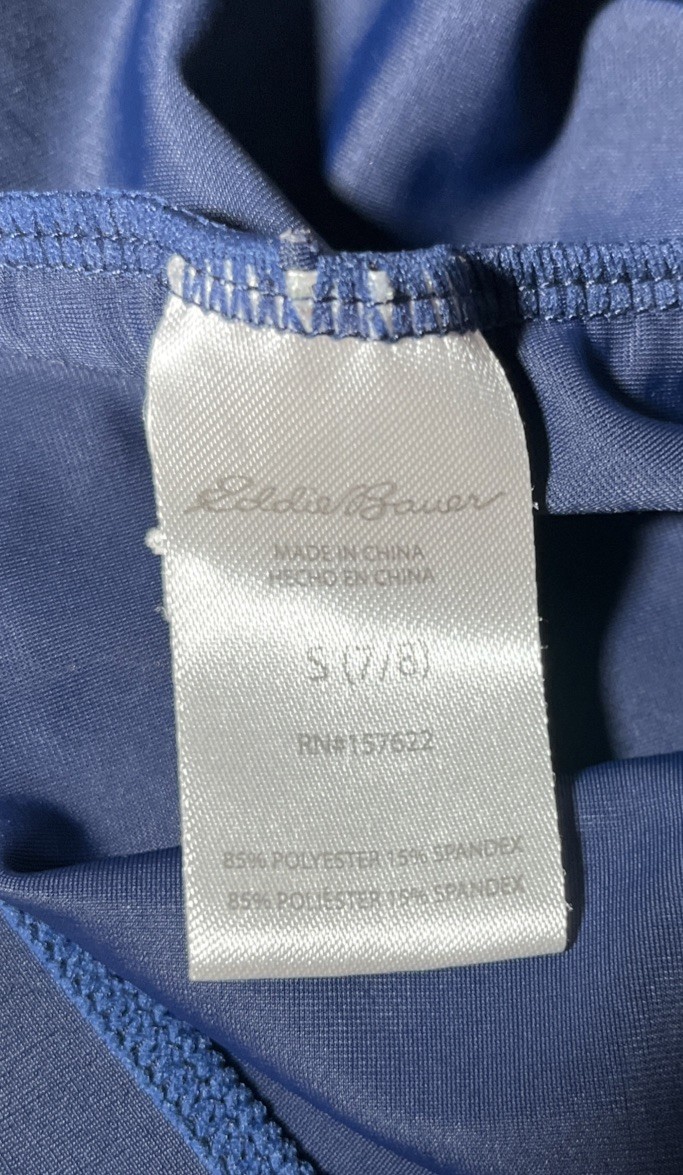 Eddie Bauer
MADE IN CHINA
HECHO EN CHINA
S (7/8)
RN#157622
85% POLYESTER 15% SPANDEX
85% POLIÉSTER 15% SPANDEX